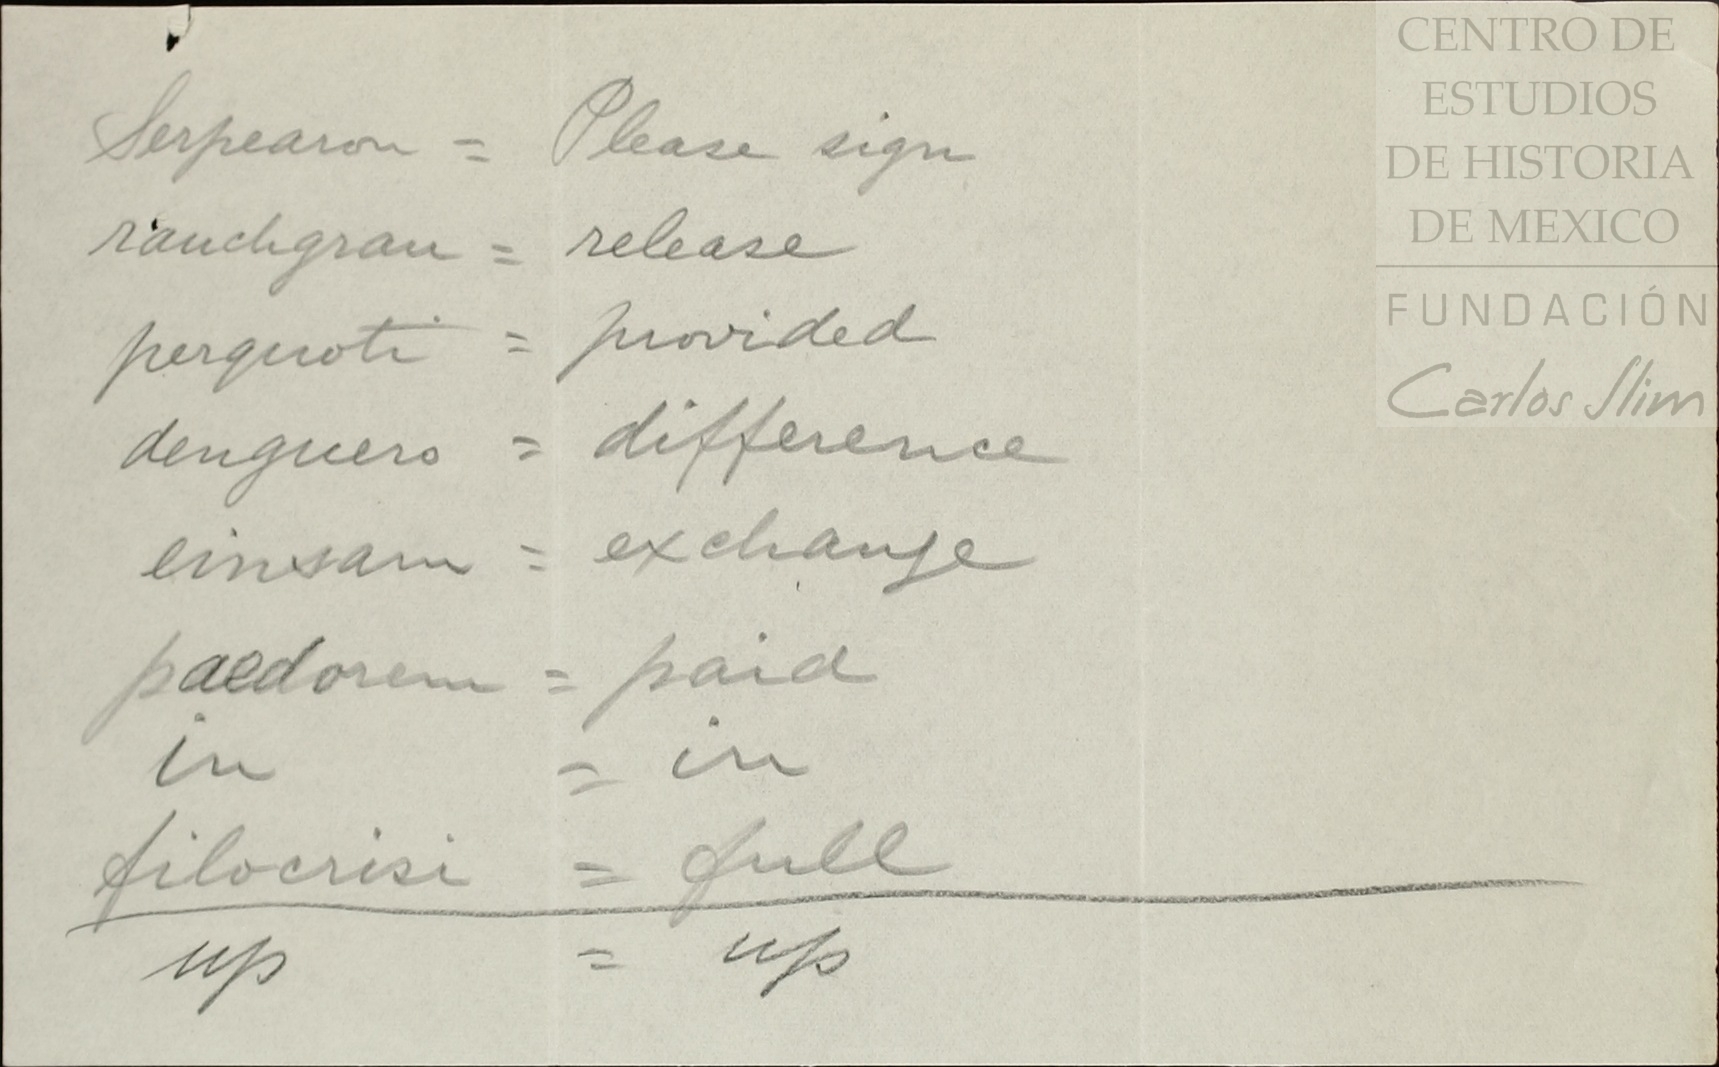 Serpearon = Please sign
rauchgrau = release
perquoti = provided
denguero = difference
einsam = exchange
paedorem = paid
in = in
filocrisi = full
up = up
CENTRO DE
ESTUDIOS
DE HISTORIA
DE MEXICO
FUNDACIÓN
Carlos Slim